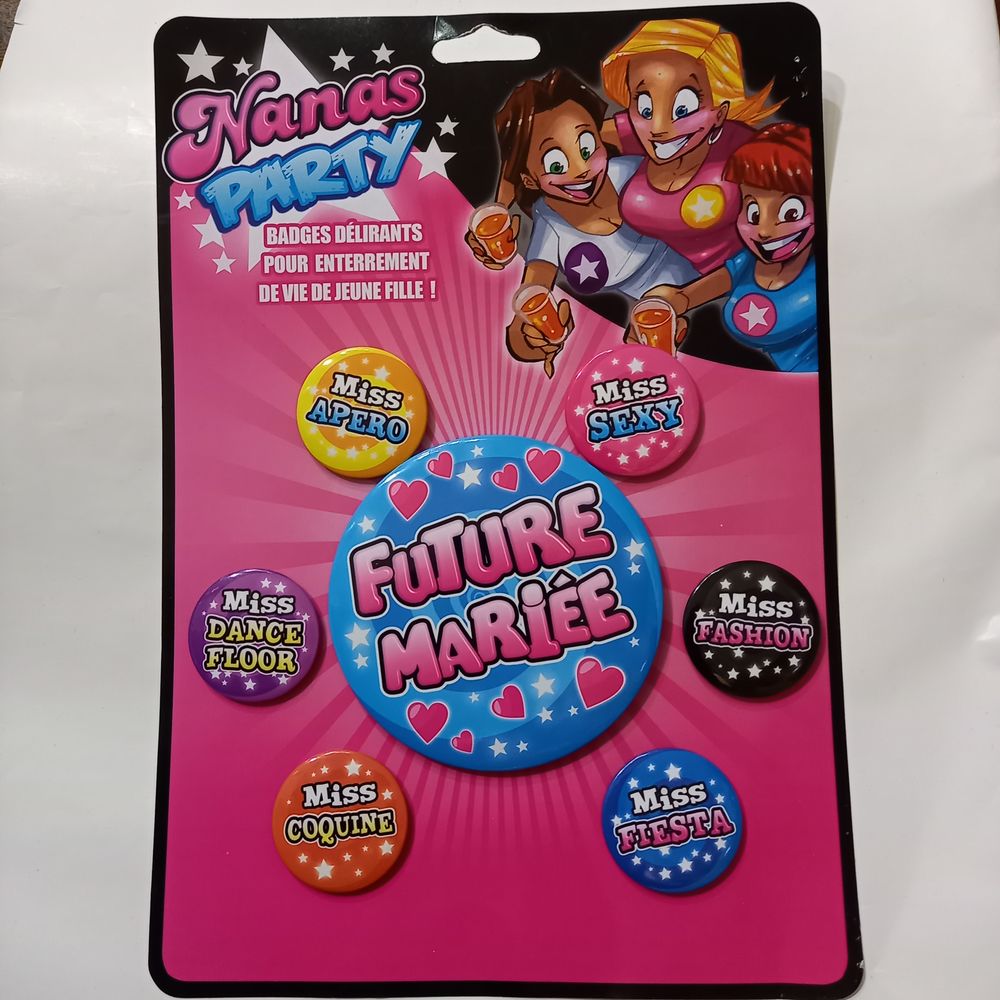 Nanas
PARTY
BADGES DÉLIRANTS
POUR ENTERREMENT
DE VIE DE JEUNE FILLE !
Miss
APERO
Miss
SEXY
FUTURE
MARIÊE
Miss
DANCE
FLOOR
Miss
FASHION
Miss
COQUINE
Miss
FIESTA